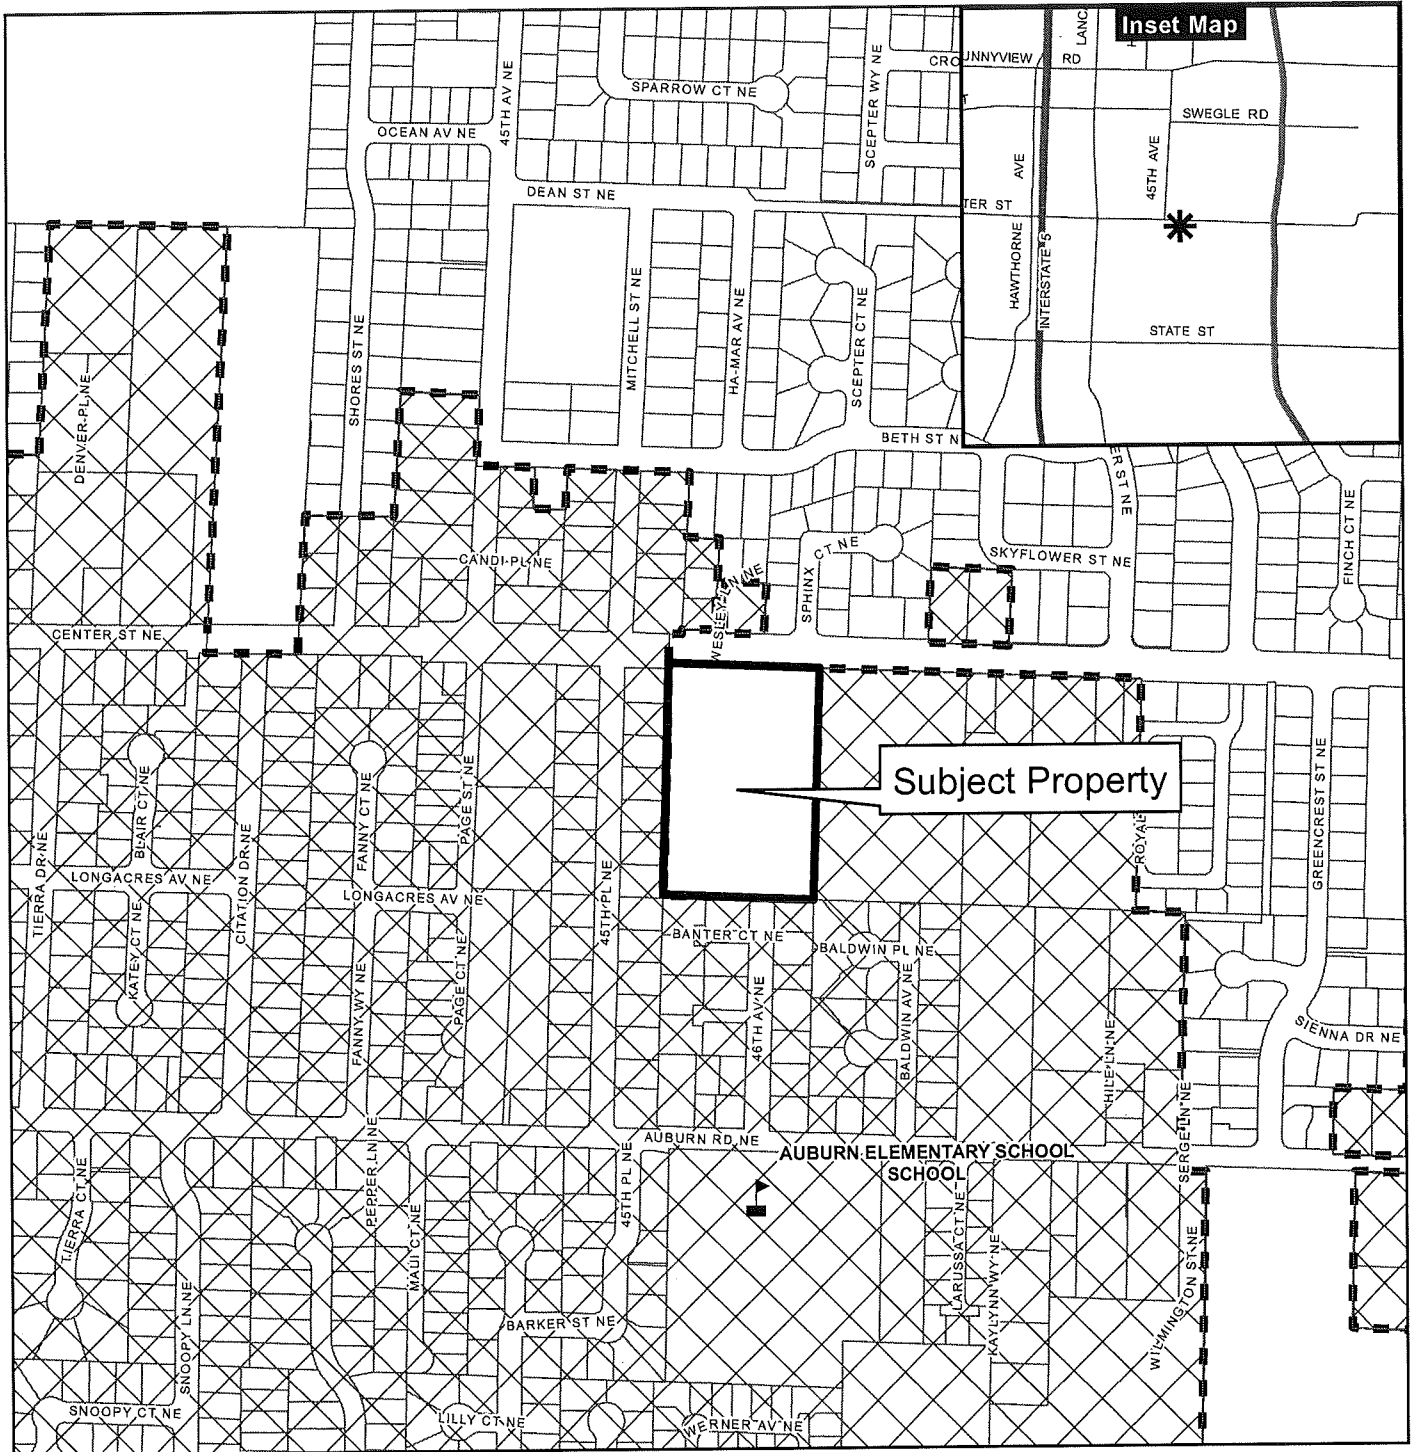 Inset Map
UNNYVIEW RD
LANC
SWEGLE RD
45TH AVE
HAWTHORNE AVE
TER ST
INTERSTATE 5
STATE ST
SPARROW CT NE
SCEPTER WY NE
CRO
45TH AV NE
OCEAN AV NE
DEAN ST NE
MITCHELL ST NE
HA-MAR AV NE
SCEPTER CT NE
SHORES ST NE
DENVER PL NE
BETH ST N
ER ST NE
CANDI PL NE
WESLEY LN NE
SPHINX CT NE
SKYFLOWER ST NE
FINCH CT NE
CENTER ST NE
Subject Property
TIERRA DR NE
BLAIR CT NE
CITATION DR NE
FANNY CT NE
PAGE ST NE
45TH PL NE
ROYAL
GREENCREST ST NE
LONGACRES AV NE
LONGACRES AV NE
KATEY CT NE
FANNY WY NE
PAGE CT NE
BANTER CT NE
46TH AV NE
BALDWIN PL NE
BALDWIN AV NE
HILE LN NE
SERGE LN NE
SIENNA DR NE
AUBURN RD NE
AUBURN ELEMENTARY SCHOOL
SCHOOL
TIERRA CT NE
PEPPER LN NE
MAUI CT NE
45TH PL NE
LARUSSA CT NE
KAYLYNN WY NE
WILMINGTON ST NE
SNOOPY LN NE
BARKER ST NE
SNOOPY CT NE
LILLY CT NE
WERNER AV NE